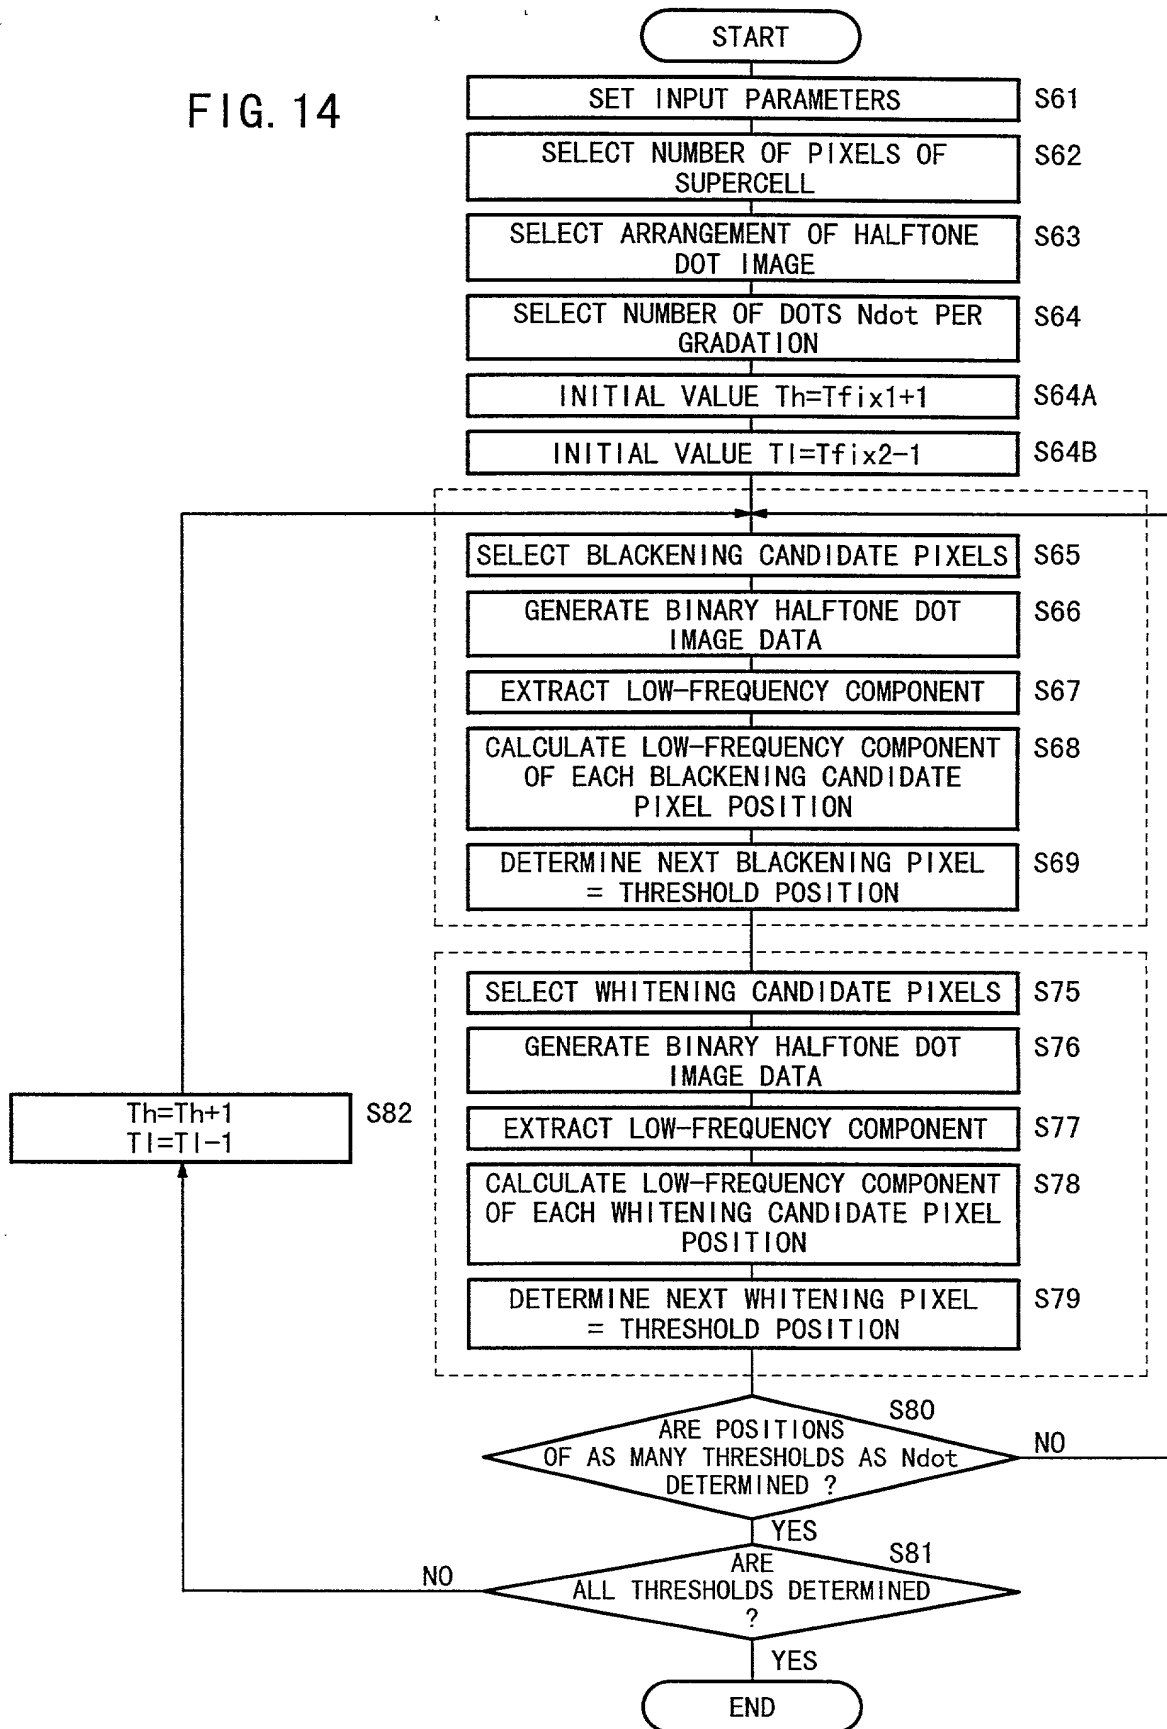 START
FIG. 14
SET INPUT PARAMETERS
S61
SELECT NUMBER OF PIXELS OF
SUPERCELL
S62
SELECT ARRANGEMENT OF HALFTONE
DOT IMAGE
S63
SELECT NUMBER OF DOTS Ndot PER
GRADATION
S64
INITIAL VALUE Th=Tfix1+1
S64A
INITIAL VALUE Tl=Tfix2-1
S64B
SELECT BLACKENING CANDIDATE PIXELS
S65
GENERATE BINARY HALFTONE DOT
IMAGE DATA
S66
EXTRACT LOW-FREQUENCY COMPONENT
S67
CALCULATE LOW-FREQUENCY COMPONENT
OF EACH BLACKENING CANDIDATE
PIXEL POSITION
S68
DETERMINE NEXT BLACKENING PIXEL
= THRESHOLD POSITION
S69
SELECT WHITENING CANDIDATE PIXELS
S75
GENERATE BINARY HALFTONE DOT
IMAGE DATA
S76
Th=Th+1
Tl=Tl-1
S82
EXTRACT LOW-FREQUENCY COMPONENT
S77
CALCULATE LOW-FREQUENCY COMPONENT
OF EACH WHITENING CANDIDATE PIXEL
POSITION
S78
DETERMINE NEXT WHITENING PIXEL
= THRESHOLD POSITION
S79
S80
ARE POSITIONS
OF AS MANY THRESHOLDS AS Ndot
DETERMINED ?
NO
YES
S81
ARE
ALL THRESHOLDS DETERMINED
?
NO
YES
END